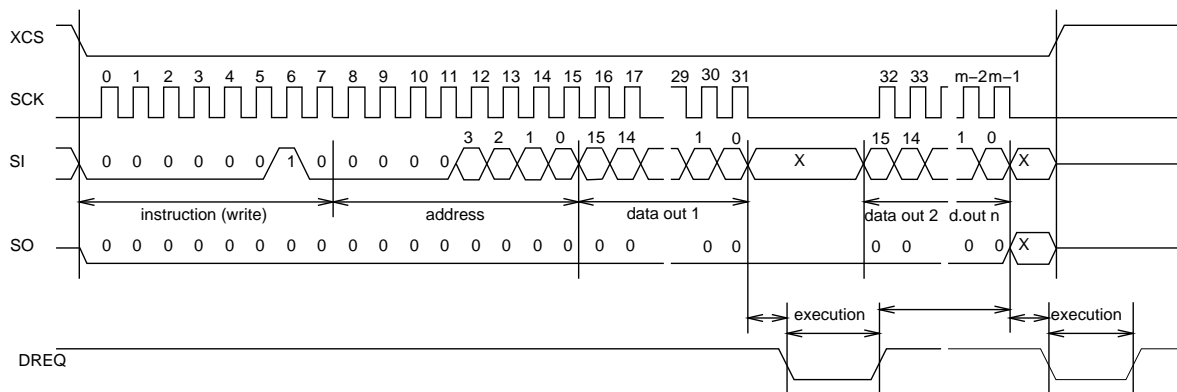 XCS
0 1 2 3 4 5 6 7 8 9 10 11 12 13 14 15 16 17 29 30 31 32 33 m−2 m−1
SCK
3 2 1 0 15 14 1 0 15 14 1 0
SI 0 0 0 0 0 0 1 0 0 0 0 0 X X
instruction (write) address data out 1 data out 2 d.out n
SO 0 0 0 0 0 0 0 0 0 0 0 0 0 0 0 0 0 0 0 0 0 0 0 0 X
execution execution
DREQ